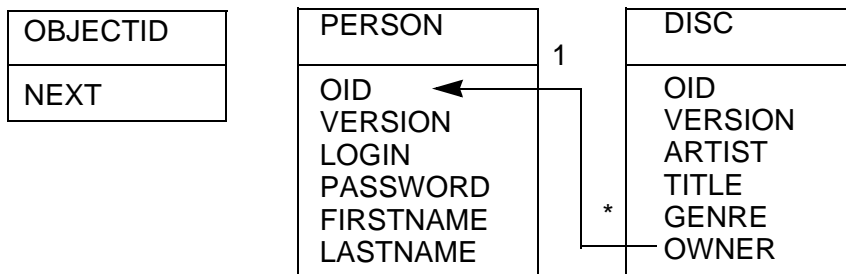 OBJECTID
NEXT
PERSON
OID
VERSION
LOGIN
PASSWORD
FIRSTNAME
LASTNAME
1
*
DISC
OID
VERSION
ARTIST
TITLE
GENRE
OWNER